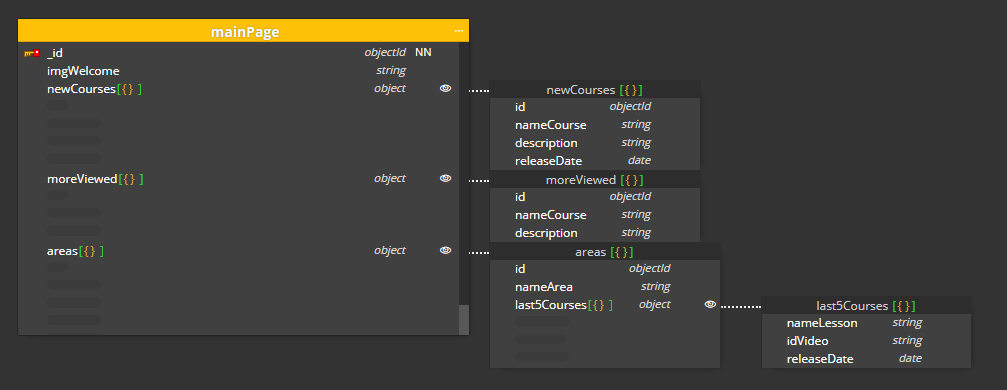 mainPage ...
_id objectId NN
imgWelcome string
newCourses[{} ] object
moreViewed[{} ] object
areas[{} ] object
newCourses [{}]
id objectId
nameCourse string
description string
releaseDate date
moreViewed [{}]
id objectId
nameCourse string
description string
areas [{}]
id objectId
nameArea string
last5Courses[{} ] object
last5Courses [{}]
nameLesson string
idVideo string
releaseDate date